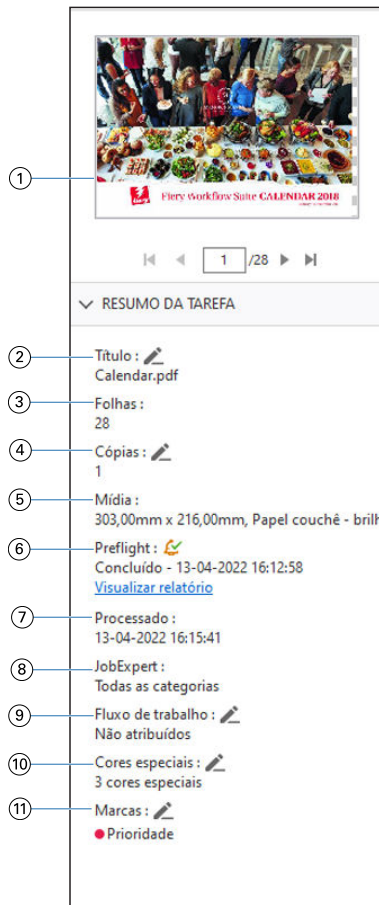 Fiery Workflow Suite CALENDAR 2018
1 /28
RESUMO DA TAREFA
① 
② Título :
Calendar.pdf
③ Folhas :
28
④ Cópias :
1
⑤ Mídia :
303,00mm x 216,00mm, Papel couchê - brilh
⑥ Preflight :
Concluído - 13-04-2022 16:12:58
Visualizar relatório
⑦ Processado :
13-04-2022 16:15:41
⑧ JobExpert :
Todas as categorias
⑨ Fluxo de trabalho :
Não atribuídos
⑩ Cores especiais :
3 cores especiais
⑪ Marcas :
Prioridade